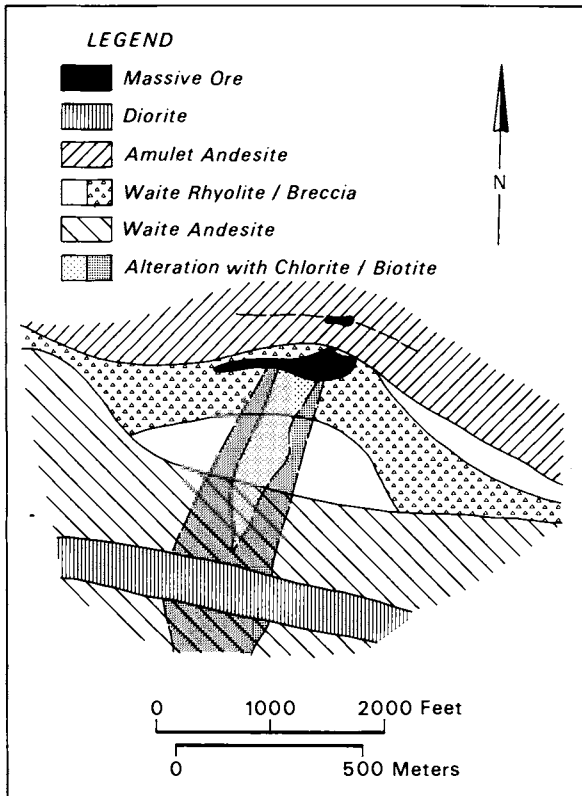 LEGEND
Massive Ore
Diorite
Amulet Andesite
Waite Rhyolite / Breccia
Waite Andesite
Alteration with Chlorite / Biotite
N
0 1000 2000 Feet
0 500 Meters